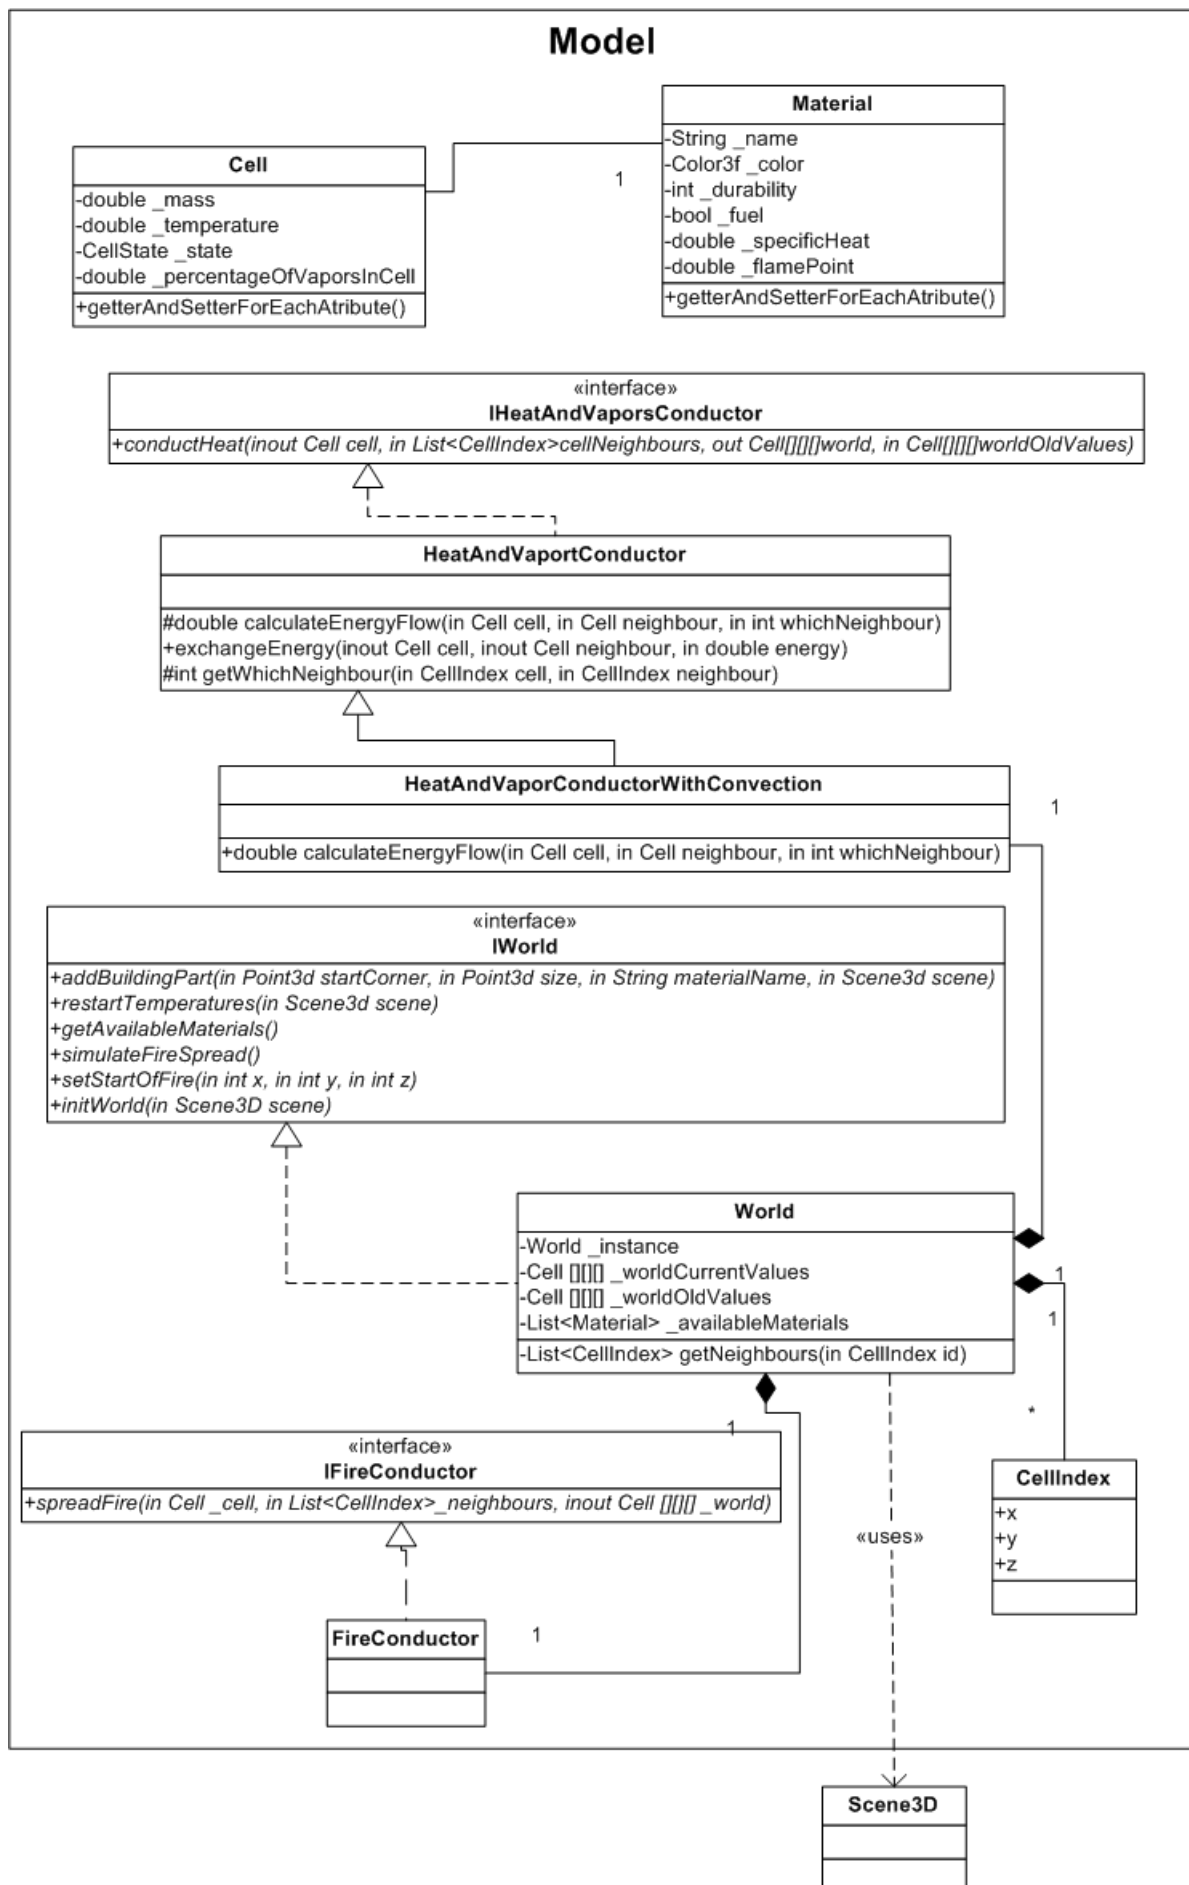 Model
Material
-String _name
-Color3f _color
-int _durability
-bool _fuel
-double _specificHeat
-double _flamePoint
+getterAndSetterForEachAtribute()
1
Cell
-double _mass
-double _temperature
-CellState _state
-double _percentageOfVaporsInCell
+getterAndSetterForEachAtribute()
«interface»
IHeatAndVaporsConductor
+conductHeat(inout Cell cell, in List<CellIndex>cellNeighbours, out Cell[][][]world, in Cell[][][]worldOldValues)
HeatAndVaportConductor
#double calculateEnergyFlow(in Cell cell, in Cell neighbour, in int whichNeighbour)
+exchangeEnergy(inout Cell cell, inout Cell neighbour, in double energy)
#int getWhichNeighbour(in CellIndex cell, in CellIndex neighbour)
HeatAndVaporConductorWithConvection
+double calculateEnergyFlow(in Cell cell, in Cell neighbour, in int whichNeighbour)
1
«interface»
IWorld
+addBuildingPart(in Point3d startCorner, in Point3d size, in String materialName, in Scene3d scene)
+restartTemperatures(in Scene3d scene)
+getAvailableMaterials()
+simulateFireSpread()
+setStartOfFire(in int x, in int y, in int z)
+initWorld(in Scene3D scene)
World
-World _instance
-Cell [][][] _worldCurrentValues
-Cell [][][] _worldOldValues
-List<Material> _availableMaterials
-List<CellIndex> getNeighbours(in CellIndex id)
1
1
1
*
«interface»
IFireConductor
+spreadFire(in Cell _cell, in List<CellIndex>_neighbours, inout Cell [][][] _world)
CellIndex
+x
+y
+z
«uses»
FireConductor
1
Scene3D